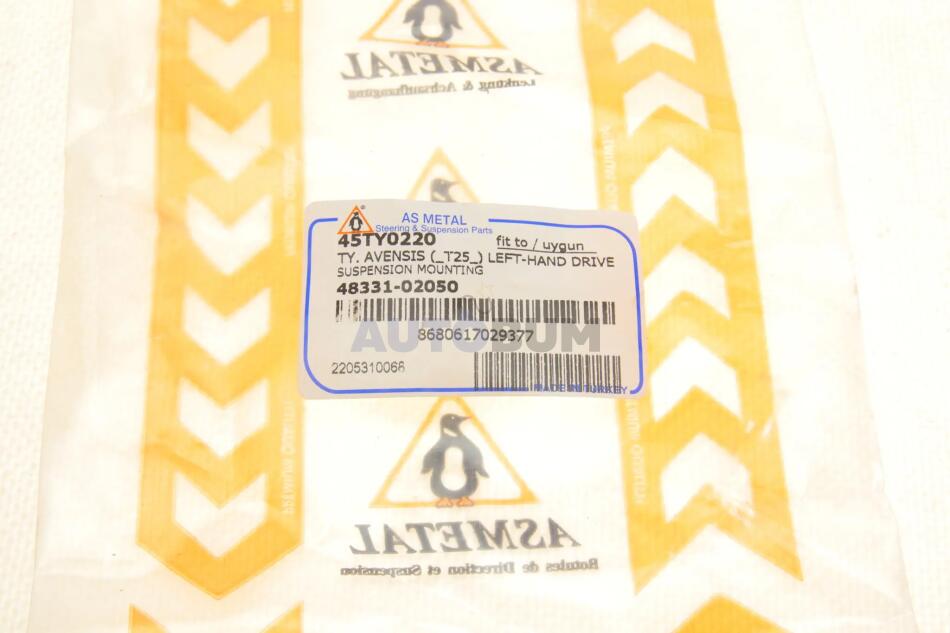 ASMETAL
Lenkung & Achsaufhängung
AS METAL
Steering & Suspension Parts
45TY0220 fit to / uygun
TY. AVENSIS (_T25_) LEFT-HAND DRIVE
SUSPENSION MOUNTING
48331-02050
AUTOBUM
8680617029377
2205310066
MADE IN TURKEY
ASMETAL
Rotules de Direction et Suspension